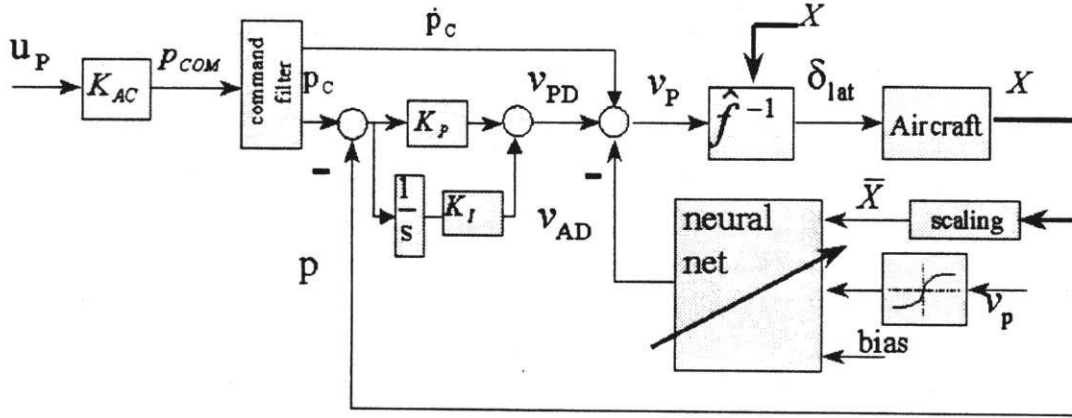 X
ṗ_C
u_P
K_AC
p_COM
command filter
p_C
K_P
v_PD
v_P
f̂ ⁻¹
δ_lat
Aircraft
X
−
−
1/s
K_I
v_AD
neural
net
X̄
scaling
v_p
bias
p